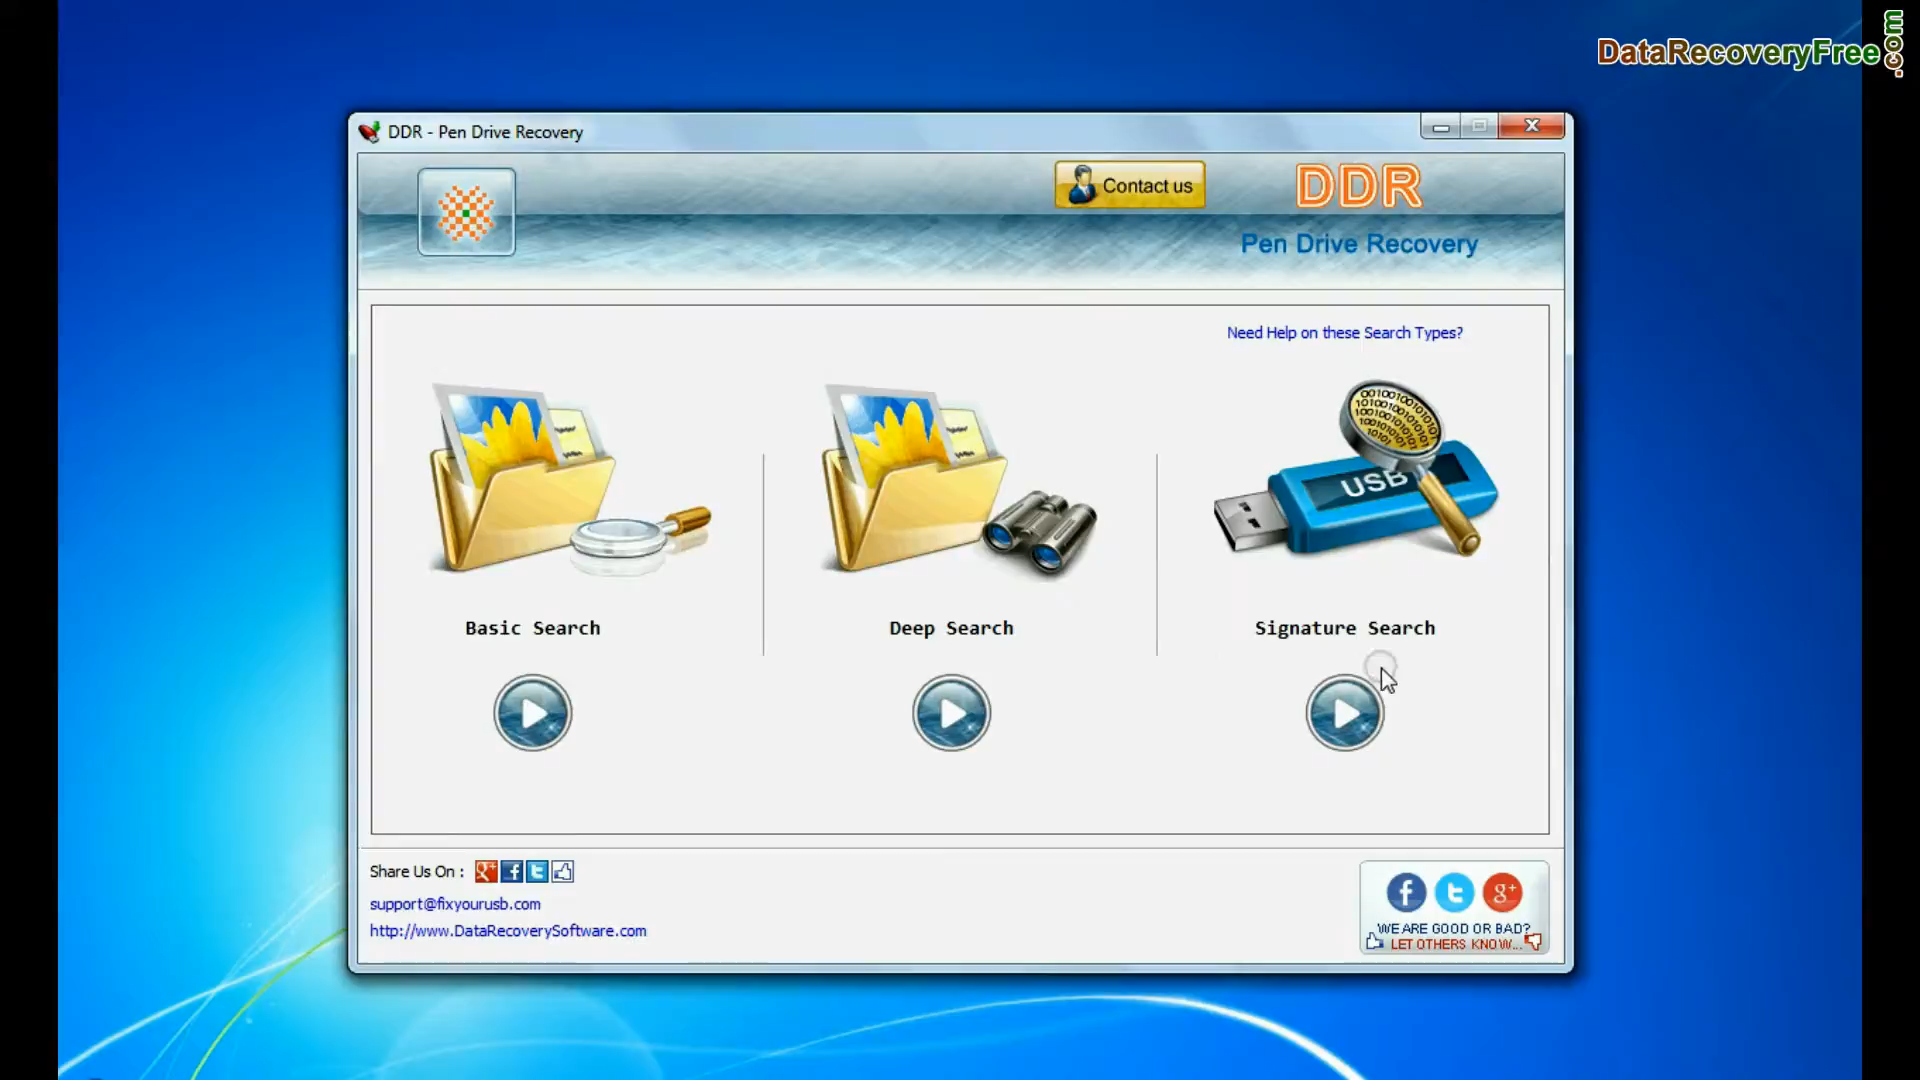 DataRecoveryFree.com
DDR - Pen Drive Recovery
Contact us
DDR
Pen Drive Recovery
Need Help on these Search Types?
USB
Basic Search
Deep Search
Signature Search
Share Us On :
support@fixyourusb.com
http://www.DataRecoverySoftware.com
WE ARE GOOD OR BAD?
LET OTHERS KNOW...